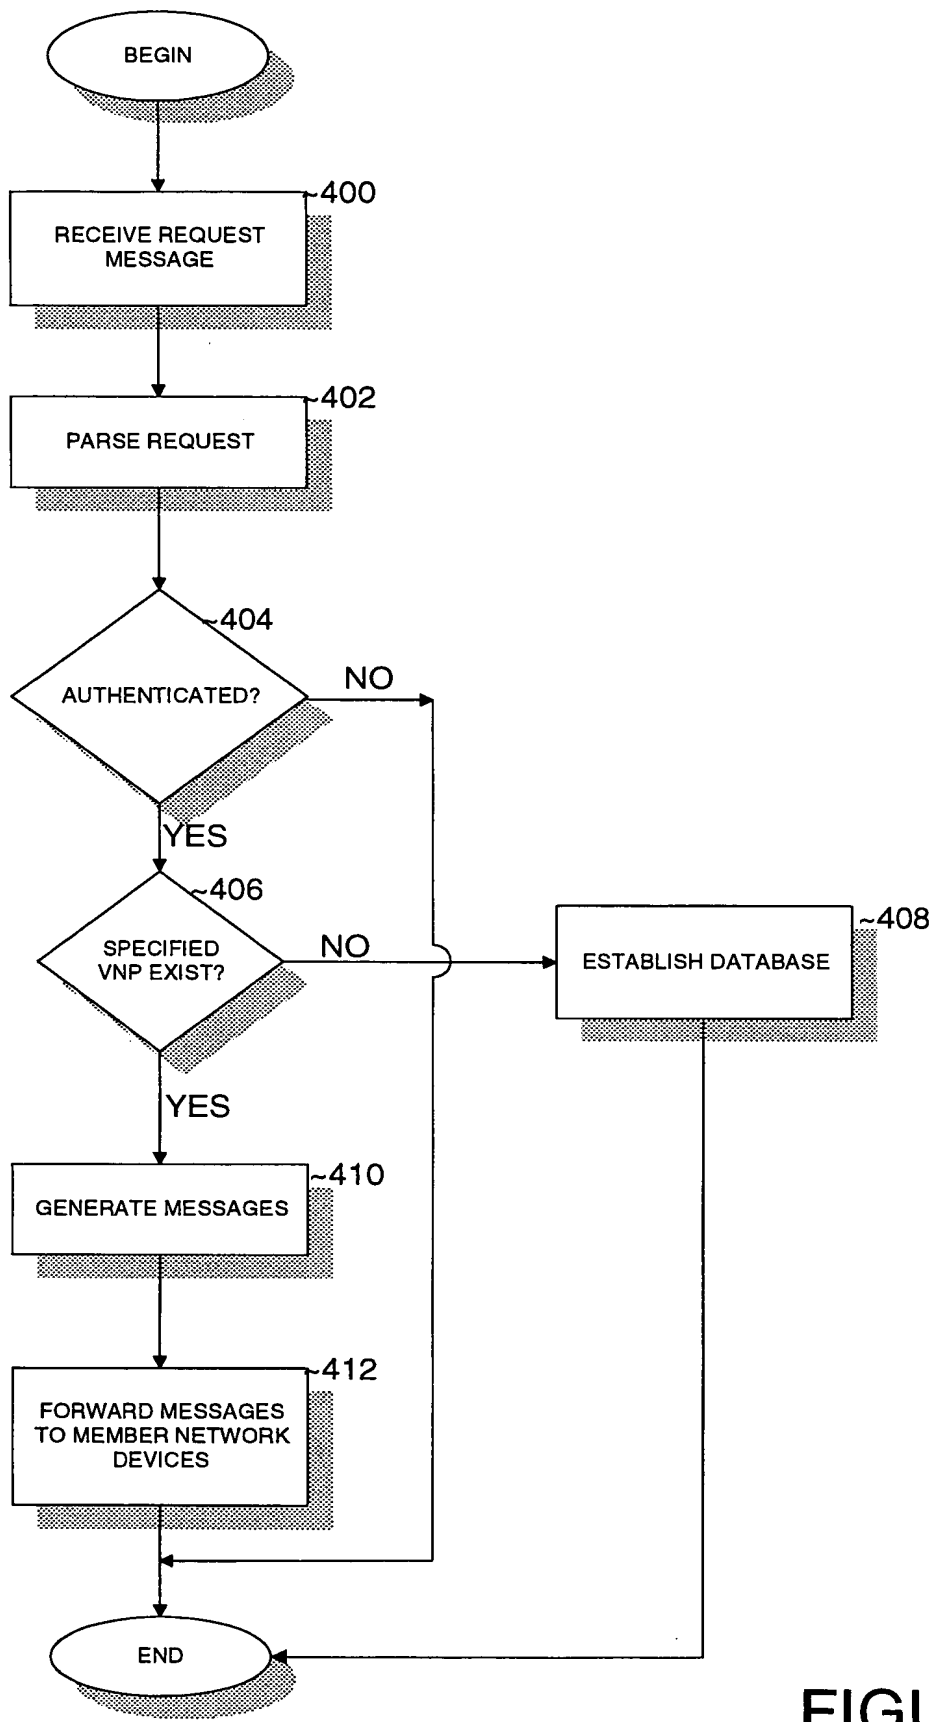 BEGIN
~400
RECEIVE REQUEST
MESSAGE
~402
PARSE REQUEST
~404
AUTHENTICATED?
NO
YES
~406
SPECIFIED
VNP EXIST?
NO
~408
ESTABLISH DATABASE
YES
~410
GENERATE MESSAGES
~412
FORWARD MESSAGES
TO MEMBER NETWORK
DEVICES
END